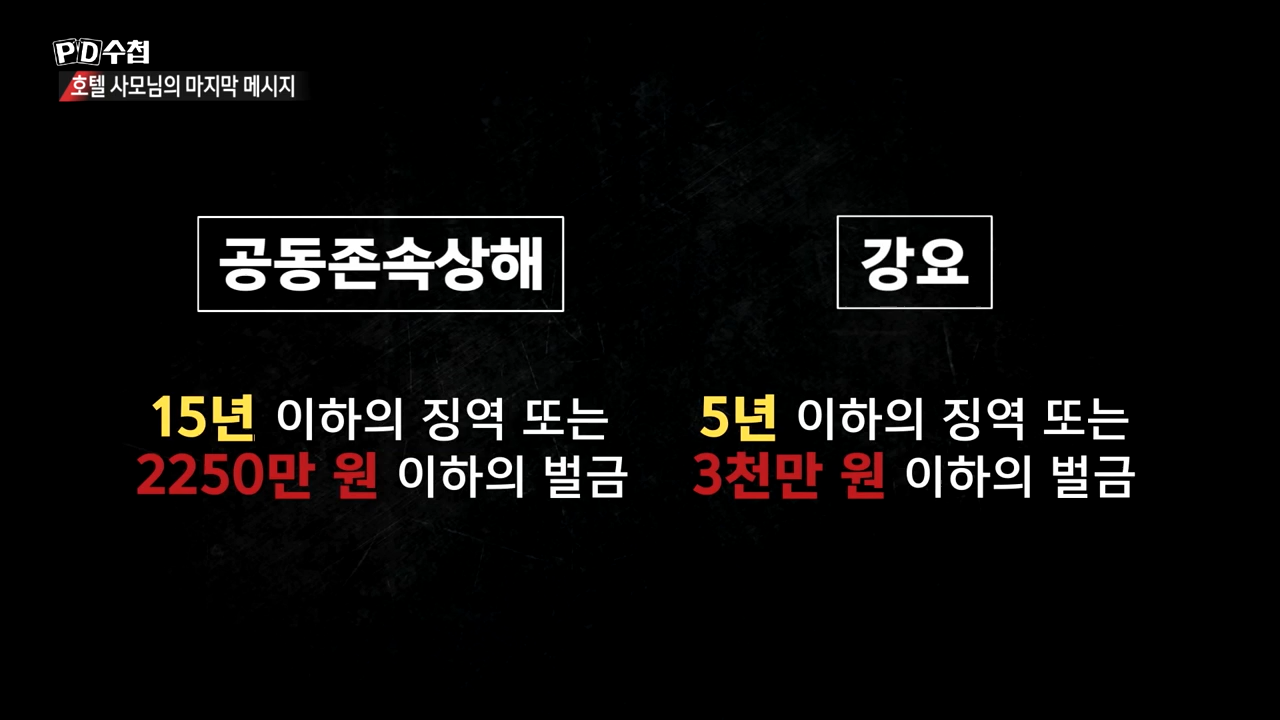 PD수첩
호텔 사모님의 마지막 메시지
공동존속상해
15년 이하의 징역 또는
2250만 원 이하의 벌금
강요
5년 이하의 징역 또는
3천만 원 이하의 벌금